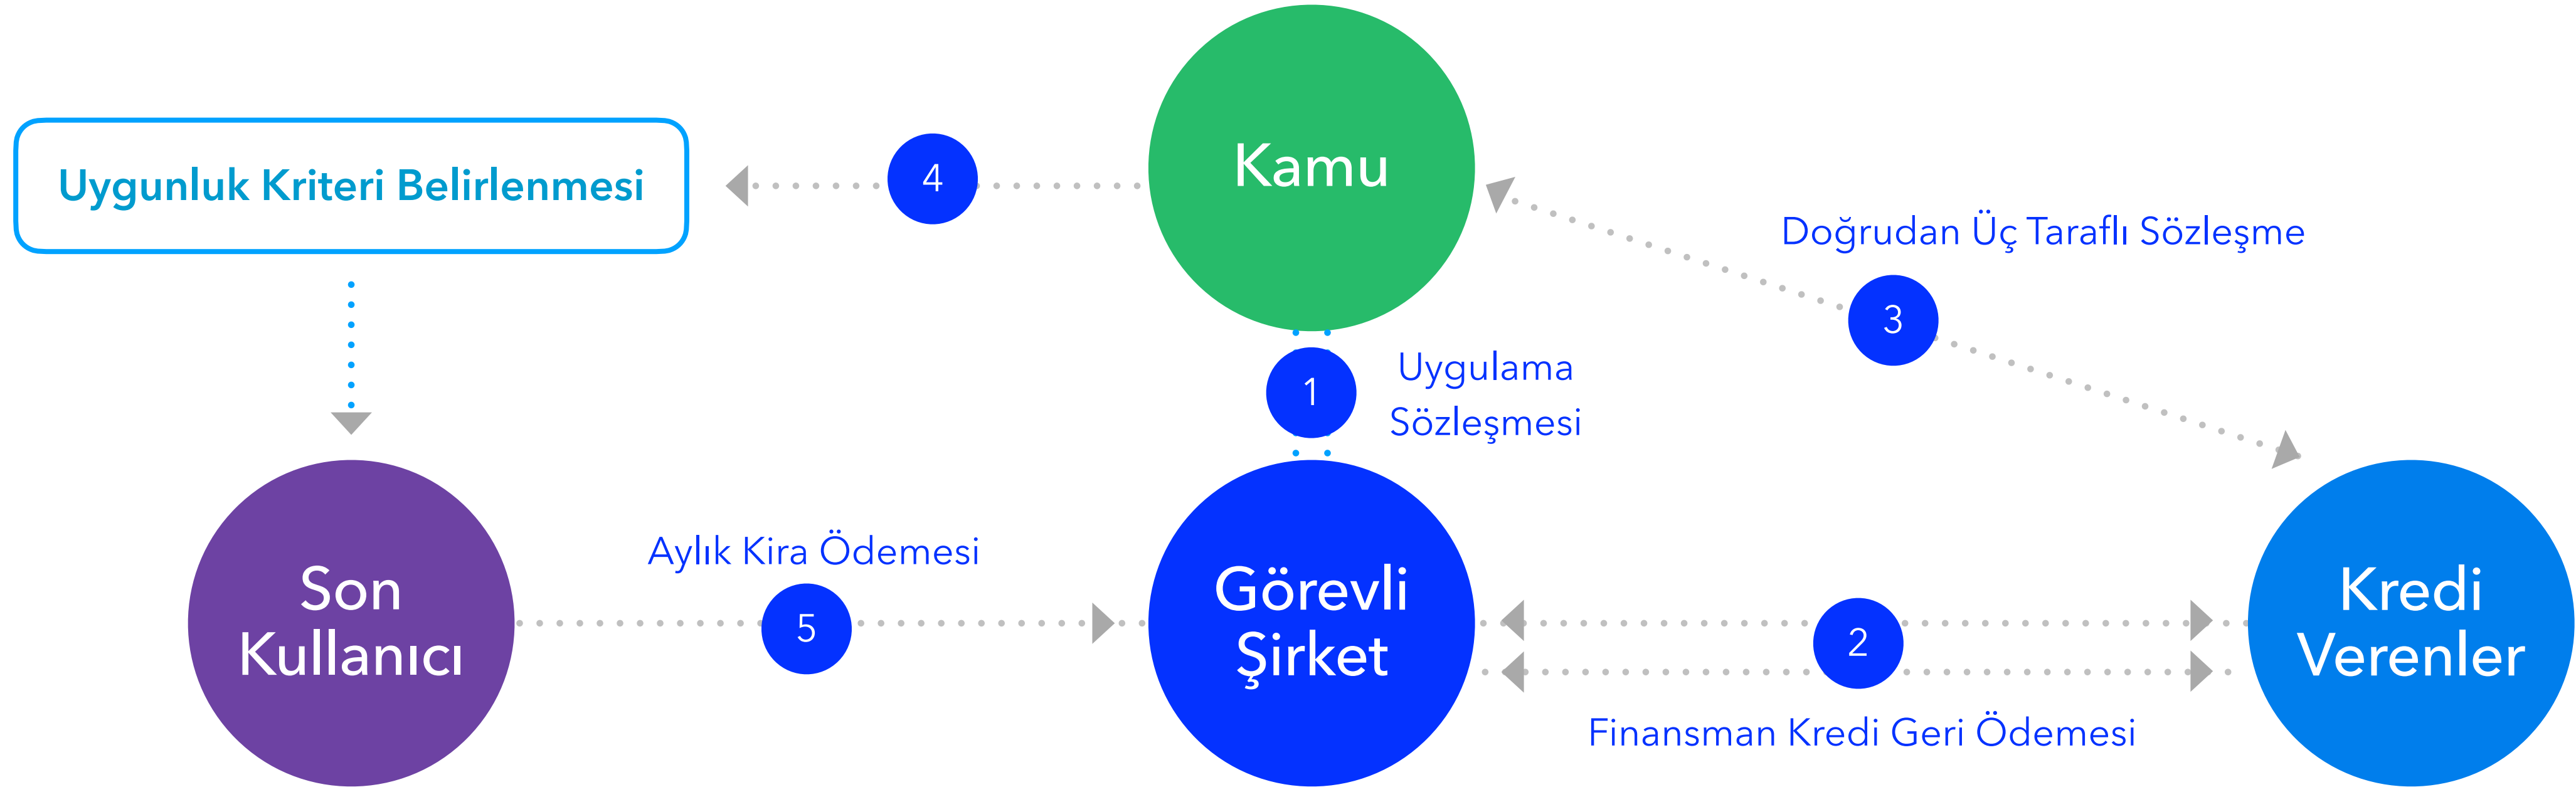 Kamu
Uygunluk Kriteri Belirlenmesi
4
Doğrudan Üç Taraflı Sözleşme
3
1
Uygulama
Sözleşmesi
Aylık Kira Ödemesi
5
Son
Kullanıcı
Görevli
Şirket
2
Kredi
Verenler
Finansman Kredi Geri Ödemesi